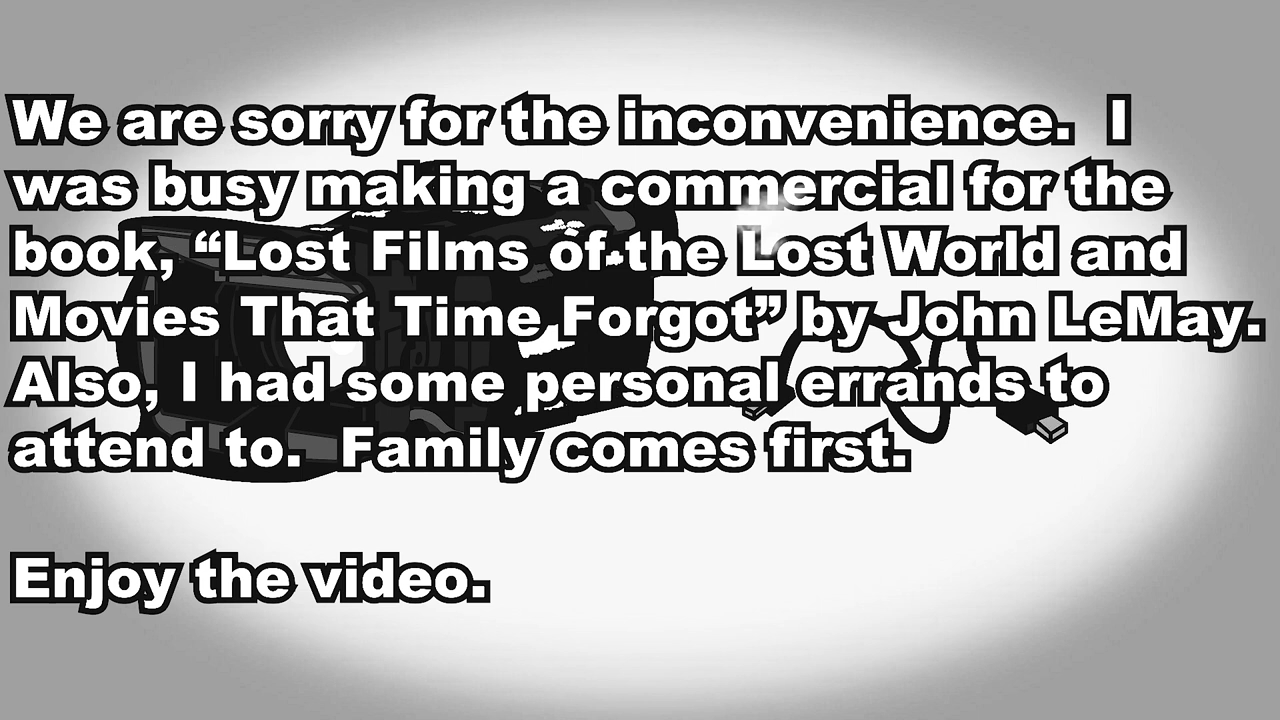 We are sorry for the inconvenience.  I
was busy making a commercial for the
book, “Lost Films of the Lost World and
Movies That Time Forgot” by John LeMay.
Also, I had some personal errands to
attend to.  Family comes first.
Enjoy the video.